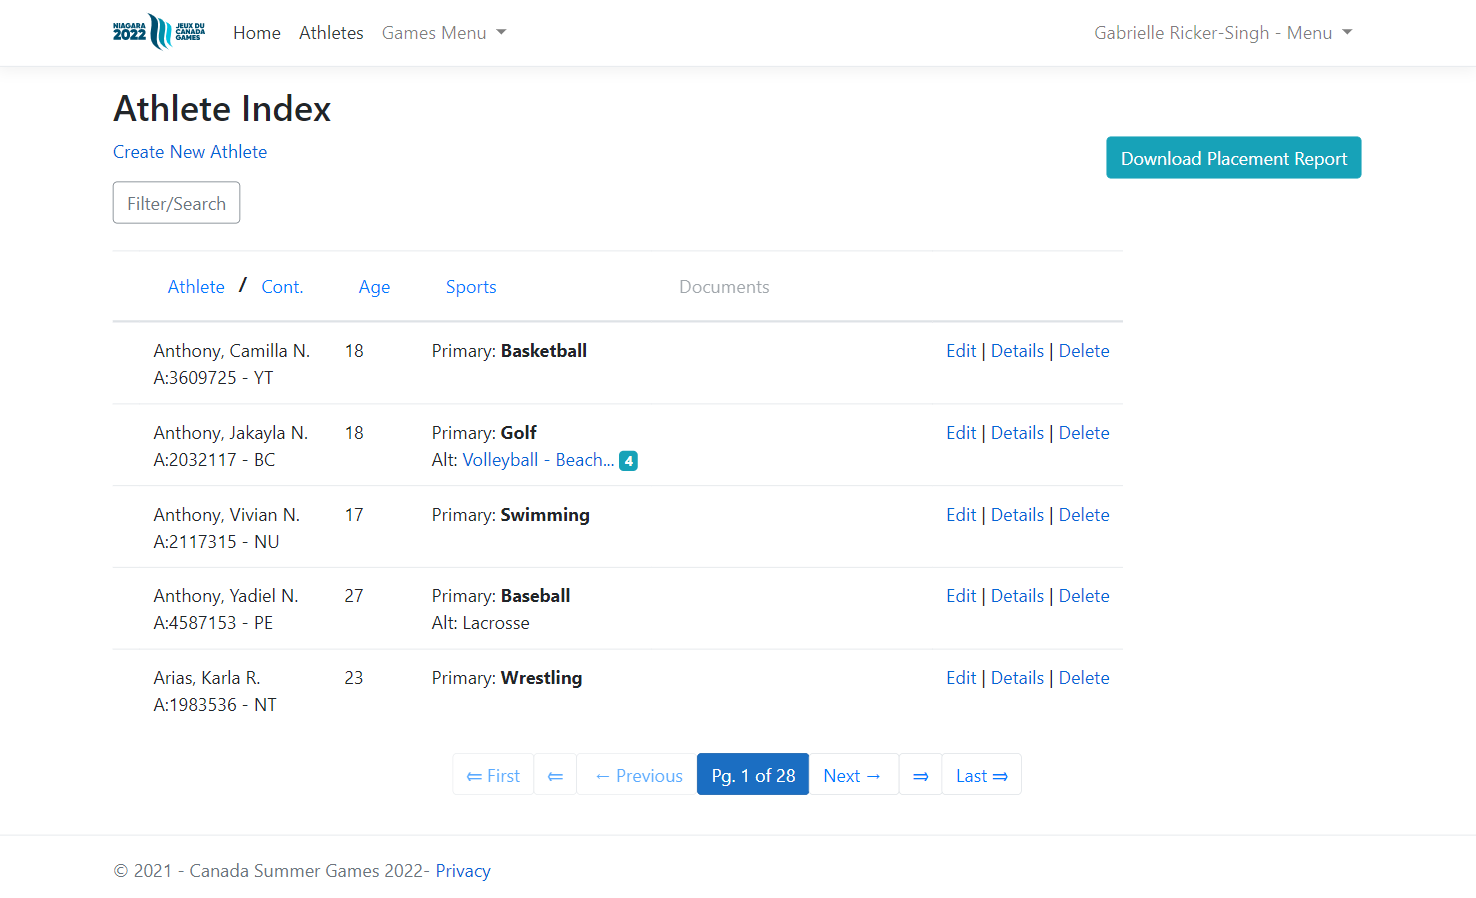 NIAGARA 2022 JEUX DU CANADA GAMES
Home Athletes Games Menu Gabrielle Ricker-Singh - Menu
Athlete Index
Create New Athlete
Download Placement Report
Filter/Search
Athlete / Cont. Age Sports Documents
Anthony, Camilla N. 18 Primary: Basketball Edit | Details | Delete
A:3609725 - YT
Anthony, Jakayla N. 18 Primary: Golf Edit | Details | Delete
A:2032117 - BC Alt: Volleyball - Beach... 4
Anthony, Vivian N. 17 Primary: Swimming Edit | Details | Delete
A:2117315 - NU
Anthony, Yadiel N. 27 Primary: Baseball Edit | Details | Delete
A:4587153 - PE Alt: Lacrosse
Arias, Karla R. 23 Primary: Wrestling Edit | Details | Delete
A:1983536 - NT
⇐ First ⇐ ← Previous Pg. 1 of 28 Next → ⇒ Last ⇒
© 2021 - Canada Summer Games 2022- Privacy